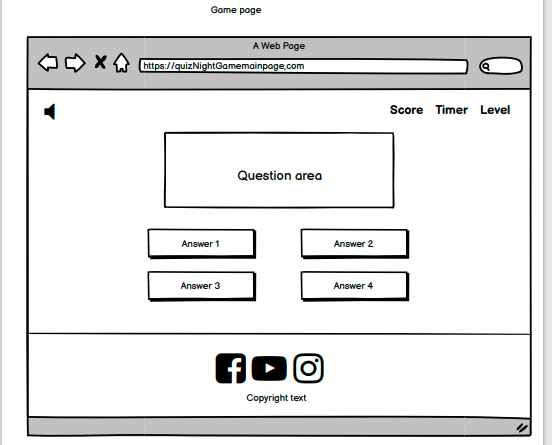 Game page
A Web Page
https://quizNightGamemainpage,com
Score Timer Level
Question area
Answer 1 Answer 2
Answer 3 Answer 4
Copyright text